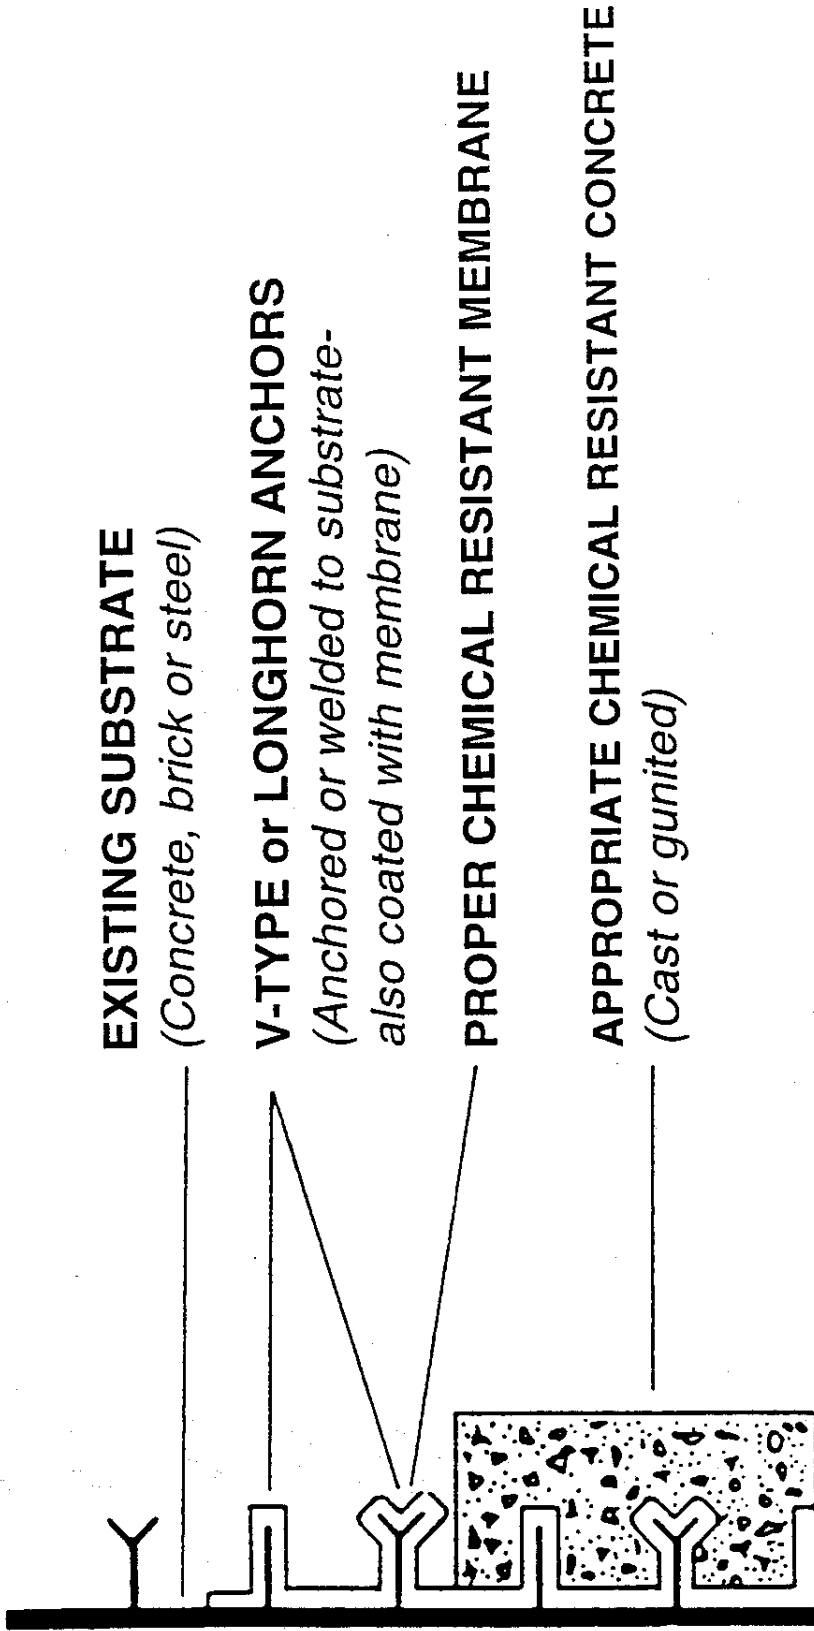 EXISTING SUBSTRATE
(Concrete, brick or steel)
V-TYPE or LONGHORN ANCHORS
(Anchored or welded to substrate-
also coated with membrane)
PROPER CHEMICAL RESISTANT MEMBRANE
APPROPRIATE CHEMICAL RESISTANT CONCRETE
(Cast or gunited)